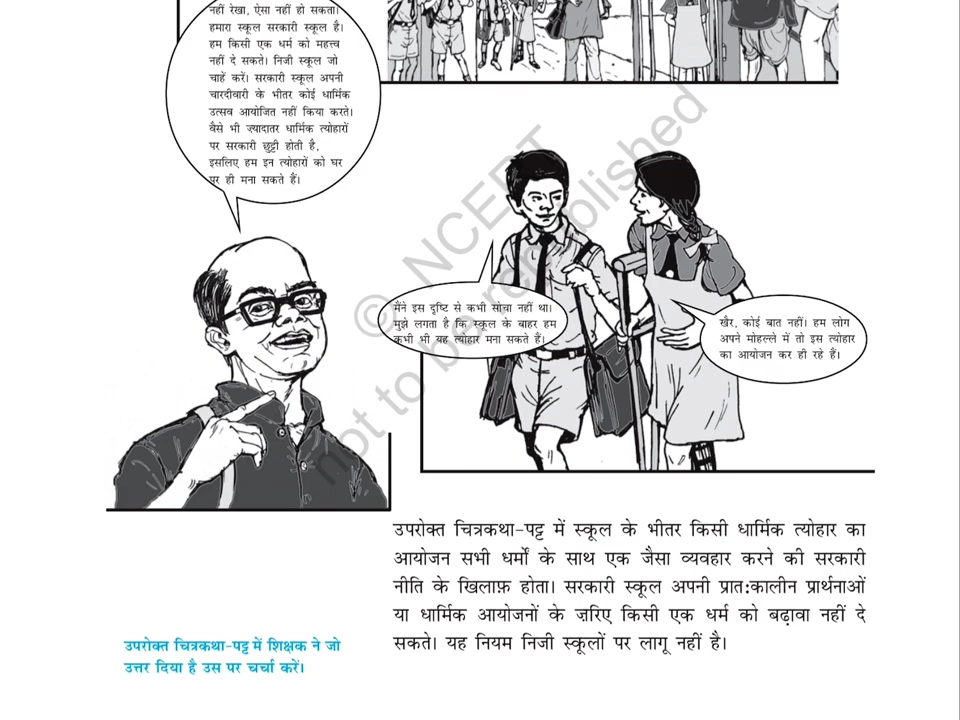 नहीं रेखा, ऐसा नहीं हो सकता।
हमारा स्कूल सरकारी स्कूल है।
हम किसी एक धर्म को महत्त्व
नहीं दे सकते। निजी स्कूल जो
चाहें करें। सरकारी स्कूल अपनी
चारदीवारी के भीतर कोई धार्मिक
उत्सव आयोजित नहीं किया करते।
वैसे भी ज़्यादातर धार्मिक त्योहारों
पर सरकारी छुट्टी होती है,
इसलिए हम इन त्योहारों को घर
पर ही मना सकते हैं।
मैंने इस दृष्टि से कभी सोचा नहीं था।
मुझे लगता है कि स्कूल के बाहर हम
कभी भी यह त्योहार मना सकते हैं।
खैर, कोई बात नहीं। हम लोग
अपने मोहल्ले में तो इस त्योहार
का आयोजन कर ही रहे हैं।
© NCERT
not to be republished
उपरोक्त चित्रकथा-पट्ट में स्कूल के भीतर किसी धार्मिक त्योहार का
आयोजन सभी धर्मों के साथ एक जैसा व्यवहार करने की सरकारी
नीति के खिलाफ़ होता। सरकारी स्कूल अपनी प्रात:कालीन प्रार्थनाओं
या धार्मिक आयोजनों के ज़रिए किसी एक धर्म को बढ़ावा नहीं दे
सकते। यह नियम निजी स्कूलों पर लागू नहीं है।
उपरोक्त चित्रकथा-पट्ट में शिक्षक ने जो
उत्तर दिया है उस पर चर्चा करें।